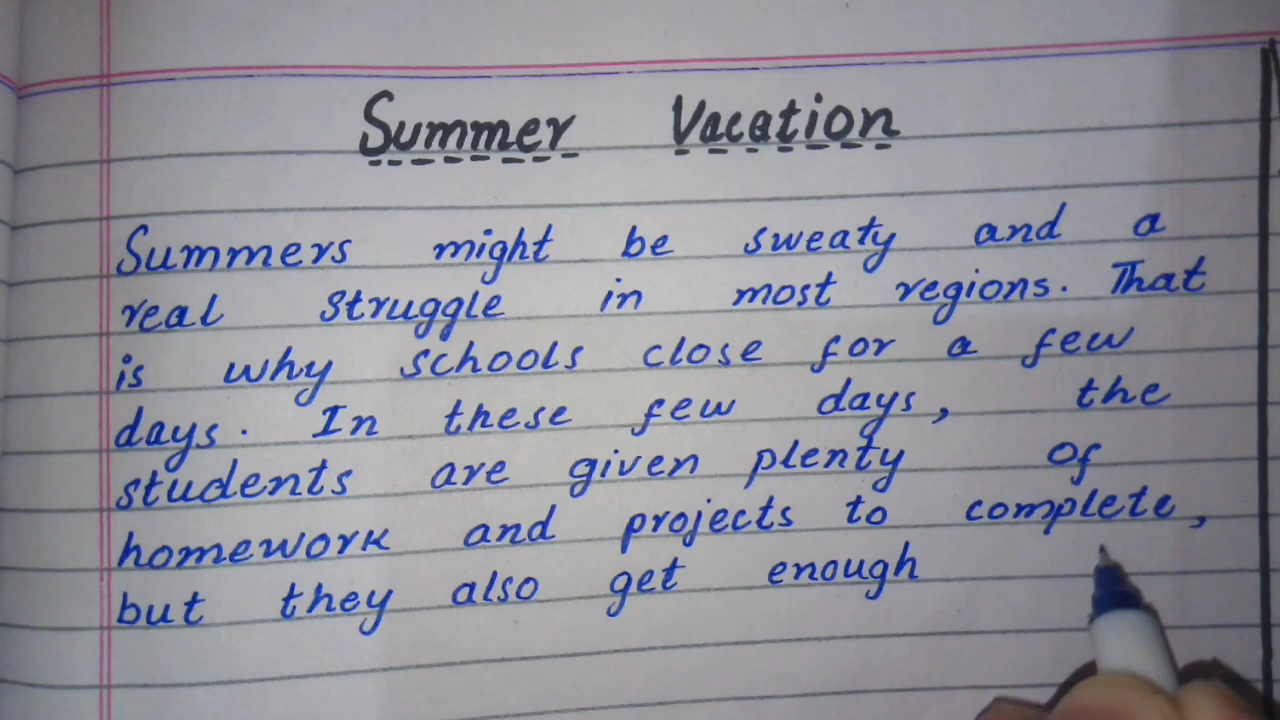 Summer Vacation
Summers might be sweaty and a
real struggle in most regions. That
is why schools close for a few
days. In these few days, the
students are given plenty of
homework and projects to complete,
but they also get enough